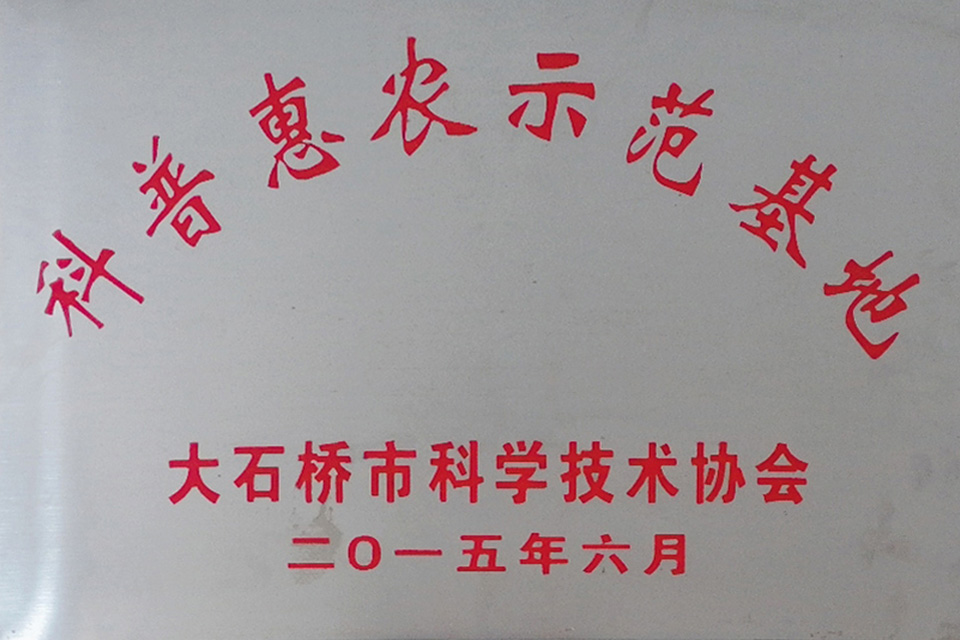 科普惠农示范基地
大石桥市科学技术协会
二〇一五年六月